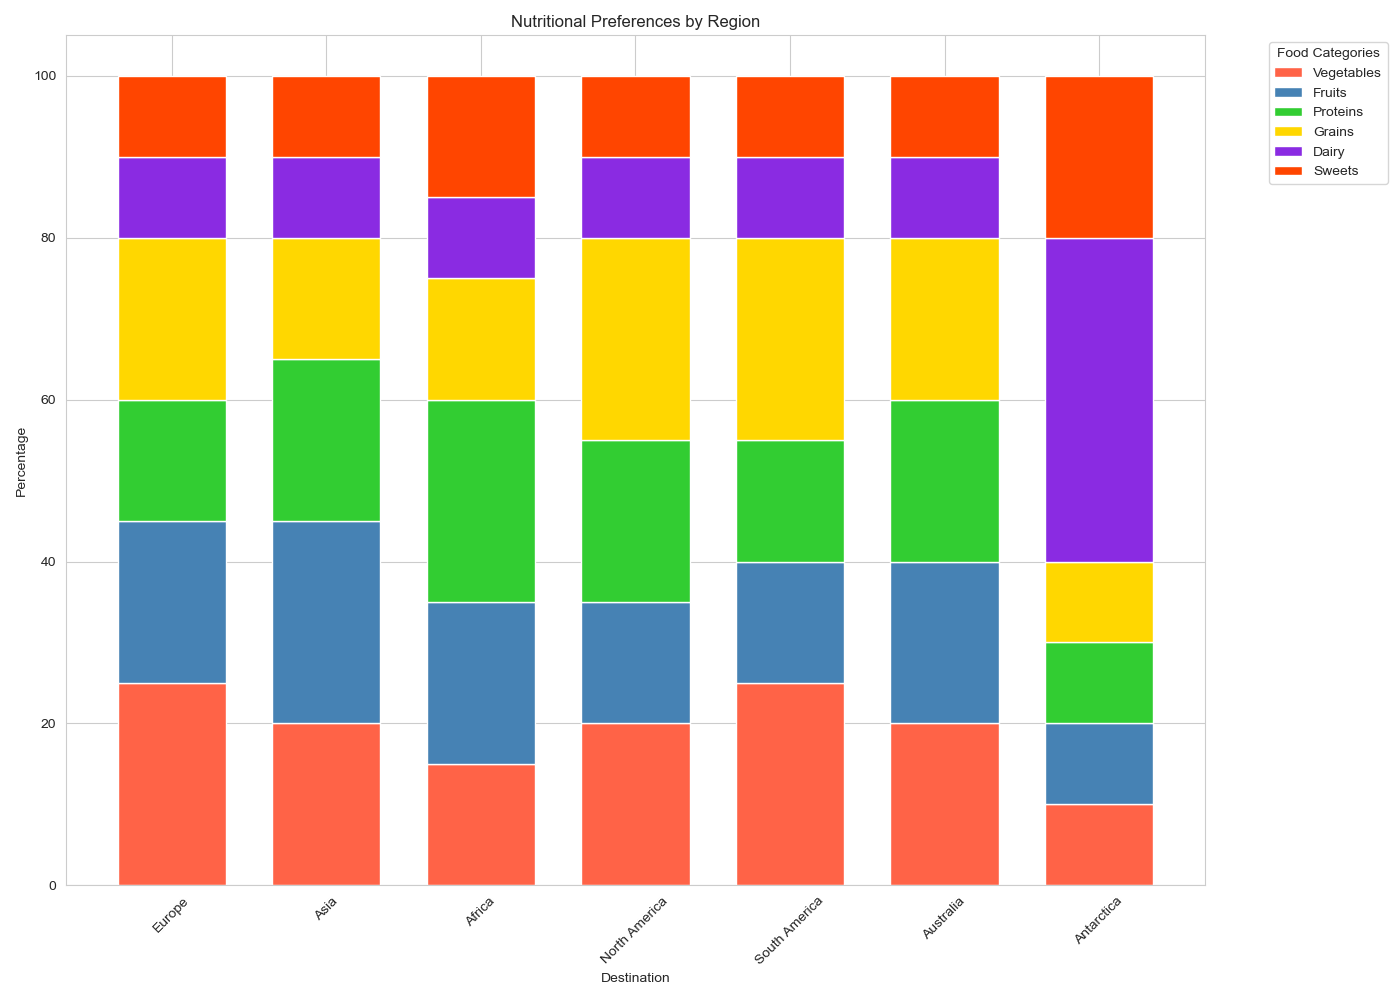 Nutritional Preferences by Region
Food Categories
Vegetables
Fruits
Proteins
Grains
Dairy
Sweets
Percentage
100
80
60
40
20
0
Europe
Asia
Africa
North America
South America
Australia
Antarctica
Destination